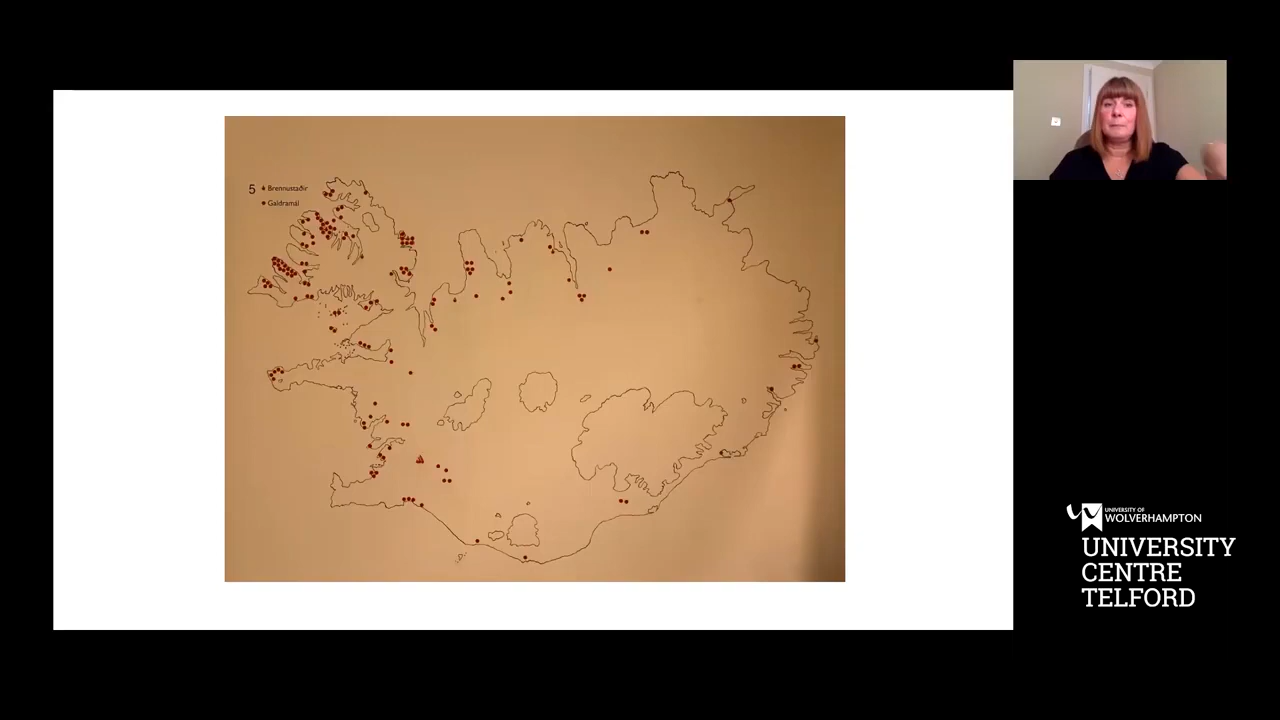 5 Brennustaðir
Galdramál
UNIVERSITY OF
WOLVERHAMPTON
UNIVERSITY
CENTRE
TELFORD